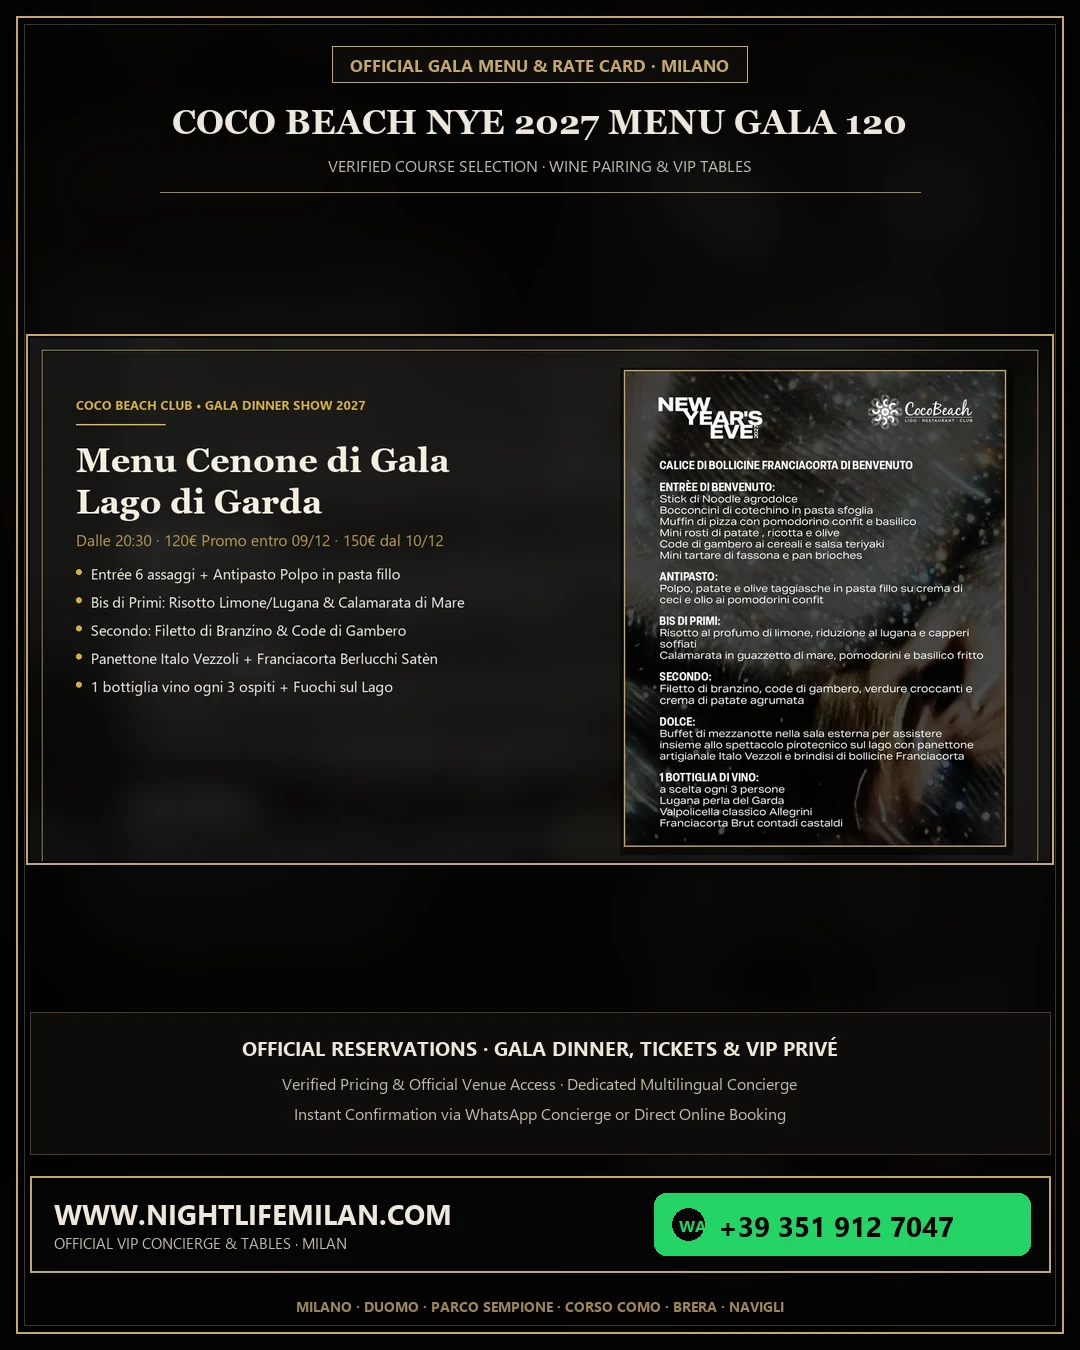 OFFICIAL GALA MENU & RATE CARD · MILANO
COCO BEACH NYE 2027 MENU GALA 120
VERIFIED COURSE SELECTION · WINE PAIRING & VIP TABLES
COCO BEACH CLUB • GALA DINNER SHOW 2027
Menu Cenone di Gala
Lago di Garda
Dalle 20:30 · 120€ Promo entro 09/12 · 150€ dal 10/12
• Entrée 6 assaggi + Antipasto Polpo in pasta fillo
• Bis di Primi: Risotto Limone/Lugana & Calamarata di Mare
• Secondo: Filetto di Branzino & Code di Gambero
• Panettone Italo Vezzoli + Franciacorta Berlucchi Satèn
• 1 bottiglia vino ogni 3 ospiti + Fuochi sul Lago
NEW
YEAR'S
EVE
CocoBeach
LIDO · RESTAURANT · CLUB
CALICE DI BOLLICINE FRANCIACORTA DI BENVENUTO
ENTRÈE DI BENVENUTO:
Stick di Noodle agrodolce
Bocconcini di cotechino in pasta sfoglia
Muffin di pizza con pomodorino confit e basilico
Mini rosti di patate , ricotta e olive
Code di gambero ai cereali e salsa teriyaki
Mini tartare di fassona e pan brioches
ANTIPASTO:
Polpo, patate e olive taggiasche in pasta fillo su crema di
ceci e olio ai pomodorini confit
BIS DI PRIMI:
Risotto al profumo di limone, riduzione al lugana e capperi
soffiati
Calamarata in guazzetto di mare, pomodorini e basilico fritto
SECONDO:
Filetto di branzino, code di gambero, verdure croccanti e
crema di patate agrumata
DOLCE:
Buffet di mezzanotte nella sala esterna per assistere
insieme allo spettacolo pirotecnico sul lago con panettone
artigianale Italo Vezzoli e brindisi di bollicine Franciacorta
1 BOTTIGLIA DI VINO:
a scelta ogni 3 persone
Lugana perla del Garda
Valpolicella classico Allegrini
Franciacorta Brut contadi castaldi
OFFICIAL RESERVATIONS · GALA DINNER, TICKETS & VIP PRIVÉ
Verified Pricing & Official Venue Access · Dedicated Multilingual Concierge
Instant Confirmation via WhatsApp Concierge or Direct Online Booking
WWW.NIGHTLIFEMILAN.COM
OFFICIAL VIP CONCIERGE & TABLES · MILAN
WA +39 351 912 7047
MILANO · DUOMO · PARCO SEMPIONE · CORSO COMO · BRERA · NAVIGLI